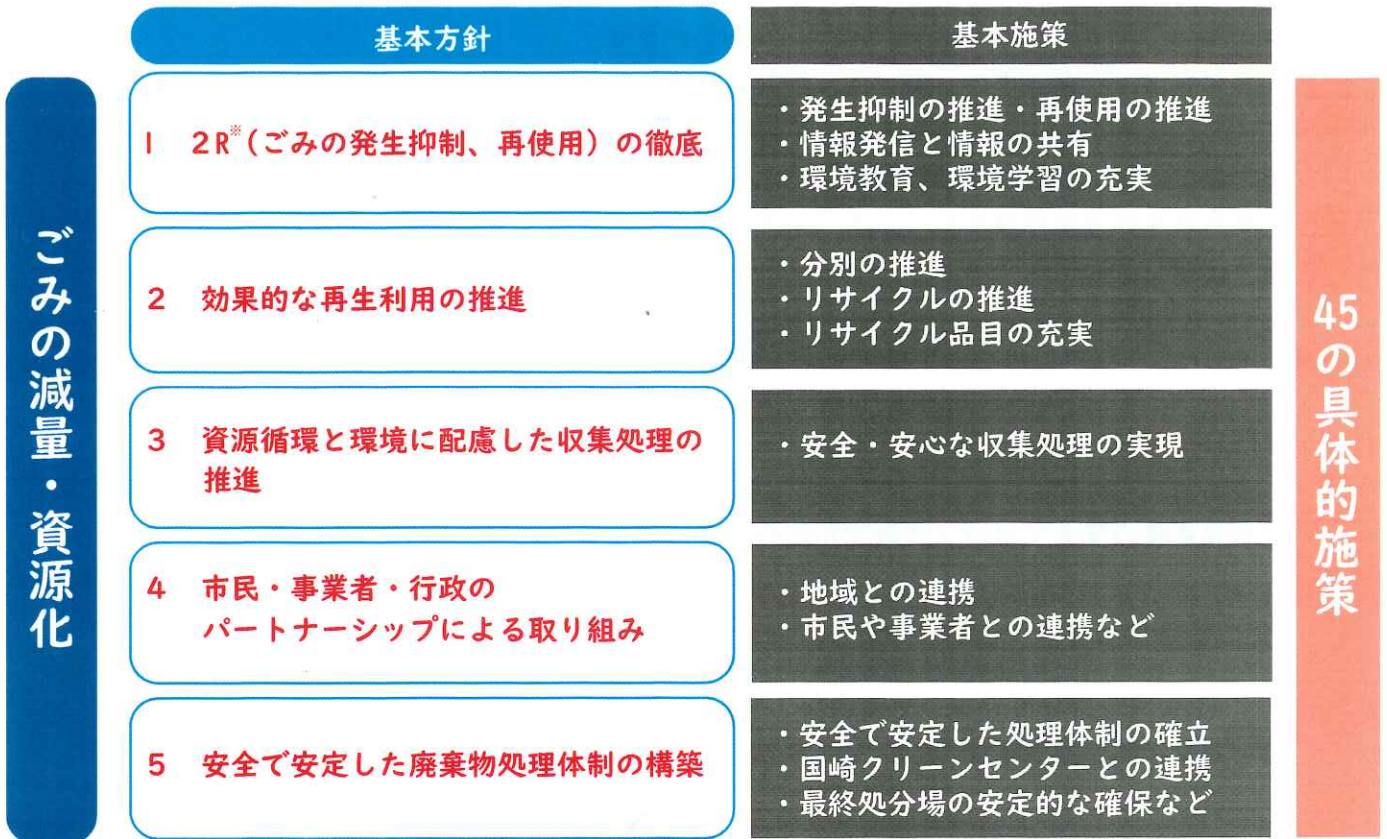 基本方針
基本施策
ごみの減量・資源化
1 2R※(ごみの発生抑制、再使用)の徹底
・発生抑制の推進・再使用の推進
・情報発信と情報の共有
・環境教育、環境学習の充実
2 効果的な再生利用の推進
・分別の推進
・リサイクルの推進
・リサイクル品目の充実
3 資源循環と環境に配慮した収集処理の
推進
・安全・安心な収集処理の実現
4 市民・事業者・行政の
パートナーシップによる取り組み
・地域との連携
・市民や事業者との連携など
5 安全で安定した廃棄物処理体制の構築
・安全で安定した処理体制の確立
・国崎クリーンセンターとの連携
・最終処分場の安定的な確保など
45の具体的施策